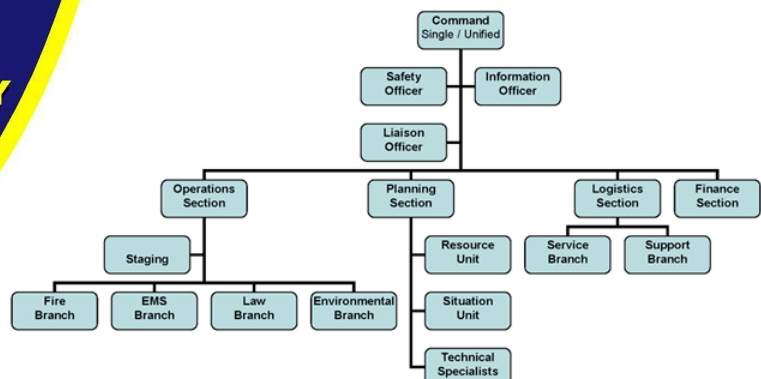 Command
Single / Unified
Safety
Officer
Information
Officer
Liaison
Officer
Operations
Section
Planning
Section
Logistics
Section
Finance
Section
Staging
Resource
Unit
Service
Branch
Support
Branch
Fire
Branch
EMS
Branch
Law
Branch
Environmental
Branch
Situation
Unit
Technical
Specialists
Y